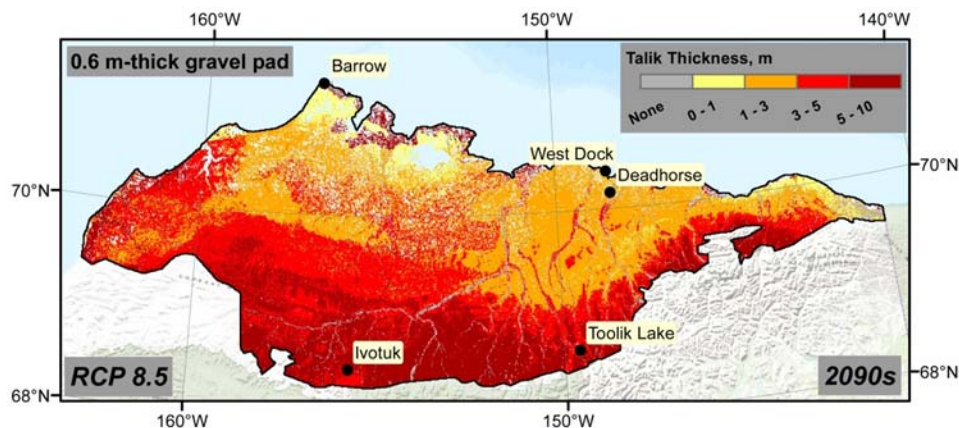 160°W 150°W 140°W
0.6 m-thick gravel pad
Talik Thickness, m
None 0 - 1 1 - 3 3 - 5 5 - 10
Barrow
West Dock
Deadhorse
70°N 70°N
Toolik Lake
Ivotuk
RCP 8.5 2090s
68°N 68°N
160°W 150°W